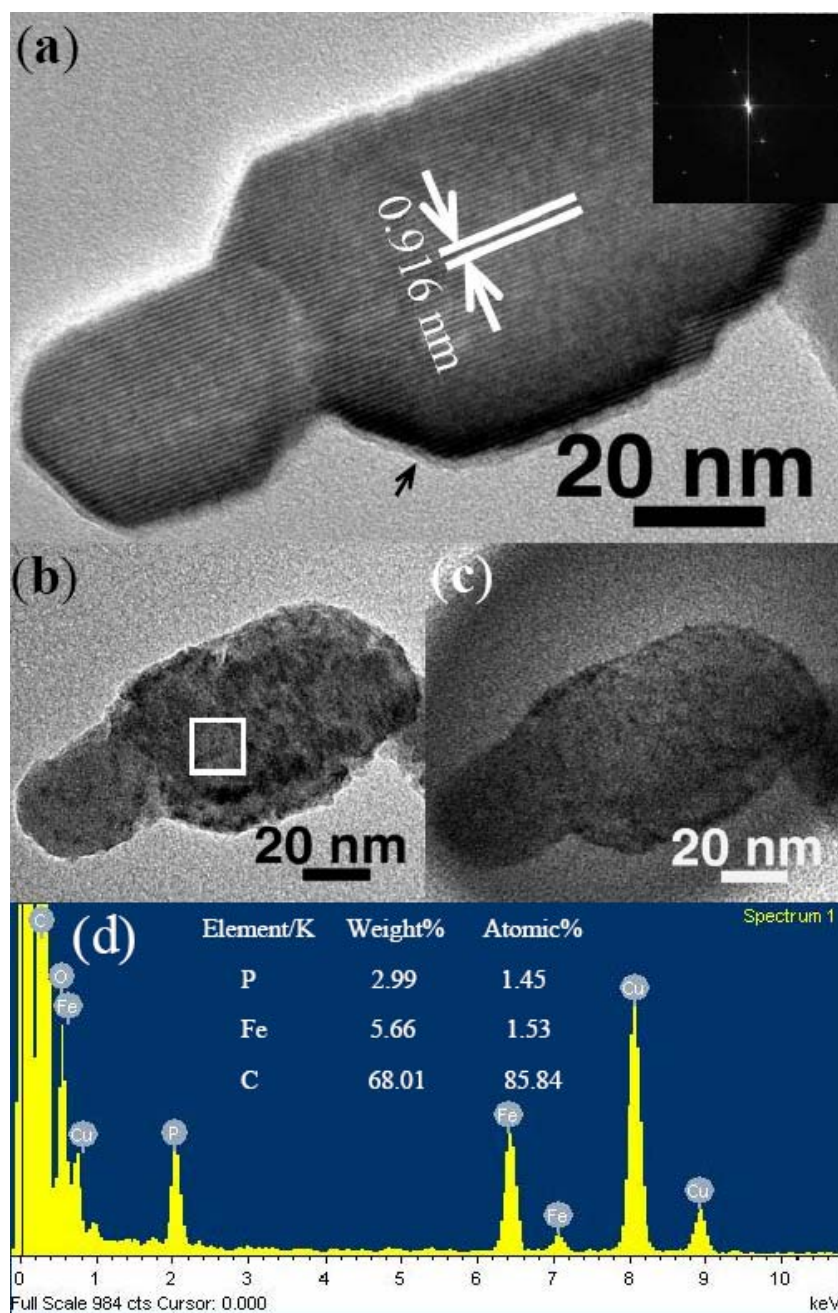 (a)
0.916 nm
20 nm
(b)
20 nm
(c)
20 nm
(d)
Spectrum 1
Element/K Weight% Atomic%
P 2.99 1.45
Fe 5.66 1.53
C 68.01 85.84
C
O
Fe
Cu
P
Fe
Fe
Cu
Cu
0 1 2 3 4 5 6 7 8 9 10
Full Scale 984 cts Cursor: 0.000 keV